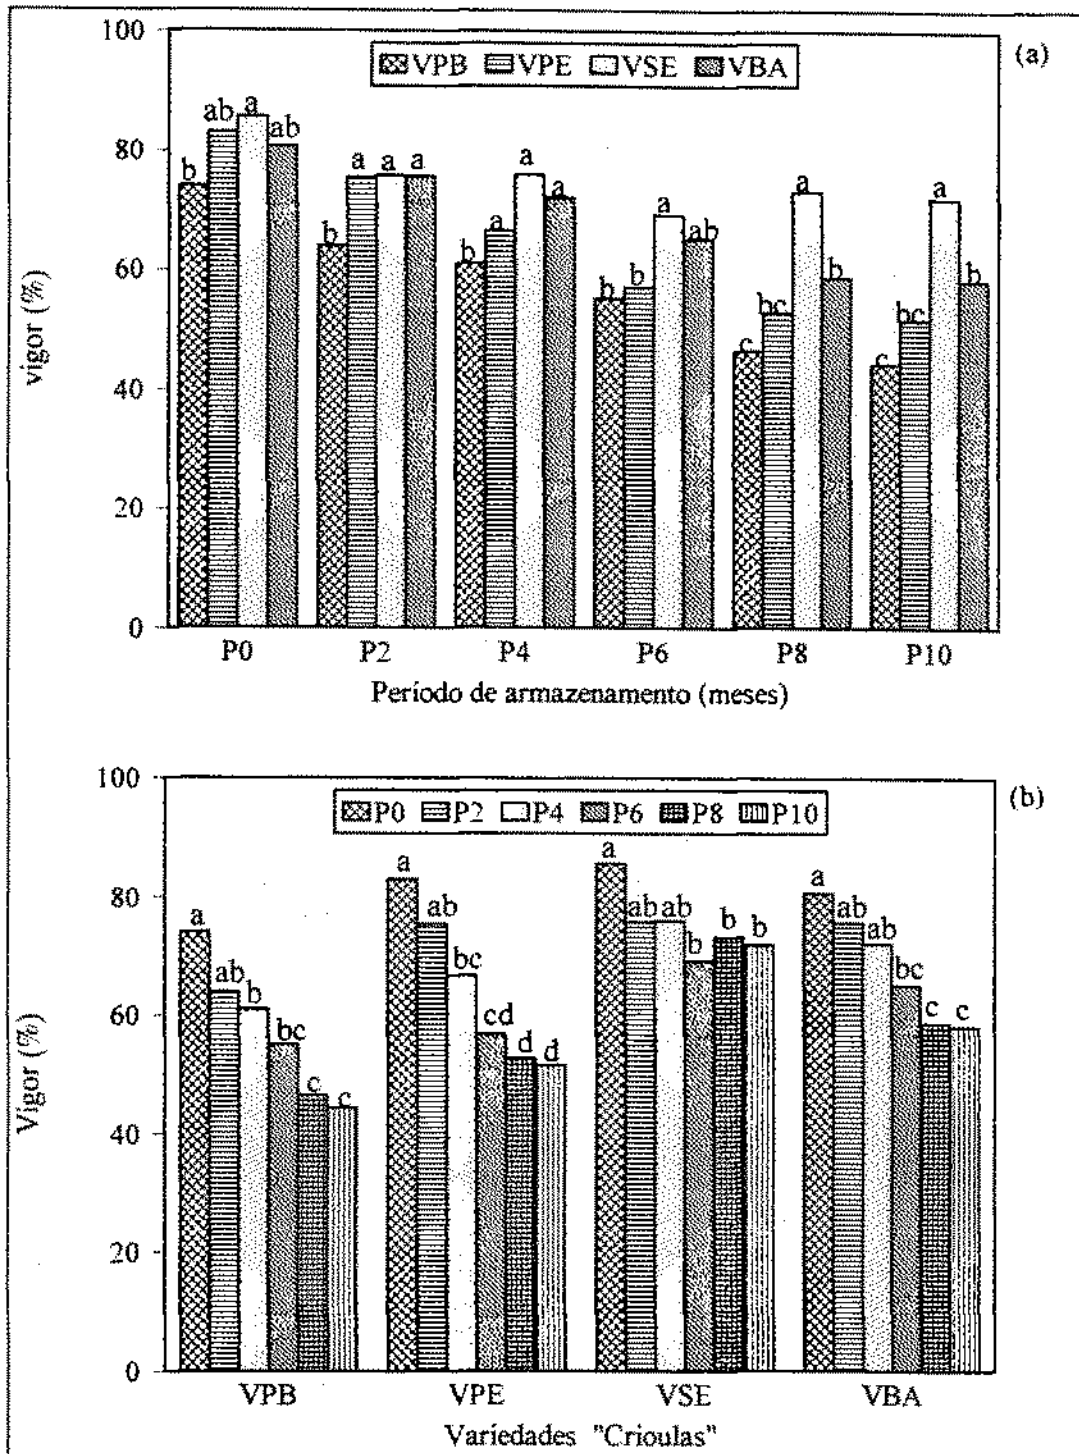 (a)
100
VPB VPE VSE VBA
ab a ab
b
80
a a a
b
a
a
a
b
a
ab
b b
a
b
bc
c
a
b
bc
c
60
40
20
0
vigor (%)
P0 P2 P4 P6 P8 P10
Período de armazenamento (meses)
(b)
100
P0 P2 P4 P6 P8 P10
a
ab
b
bc
c
c
a
ab
bc
cd
d
d
a
ab
ab
b
b
b
a
ab
ab
bc
c
c
80
60
40
20
0
Vigor (%)
VPB VPE VSE VBA
Variedades "Crioulas"